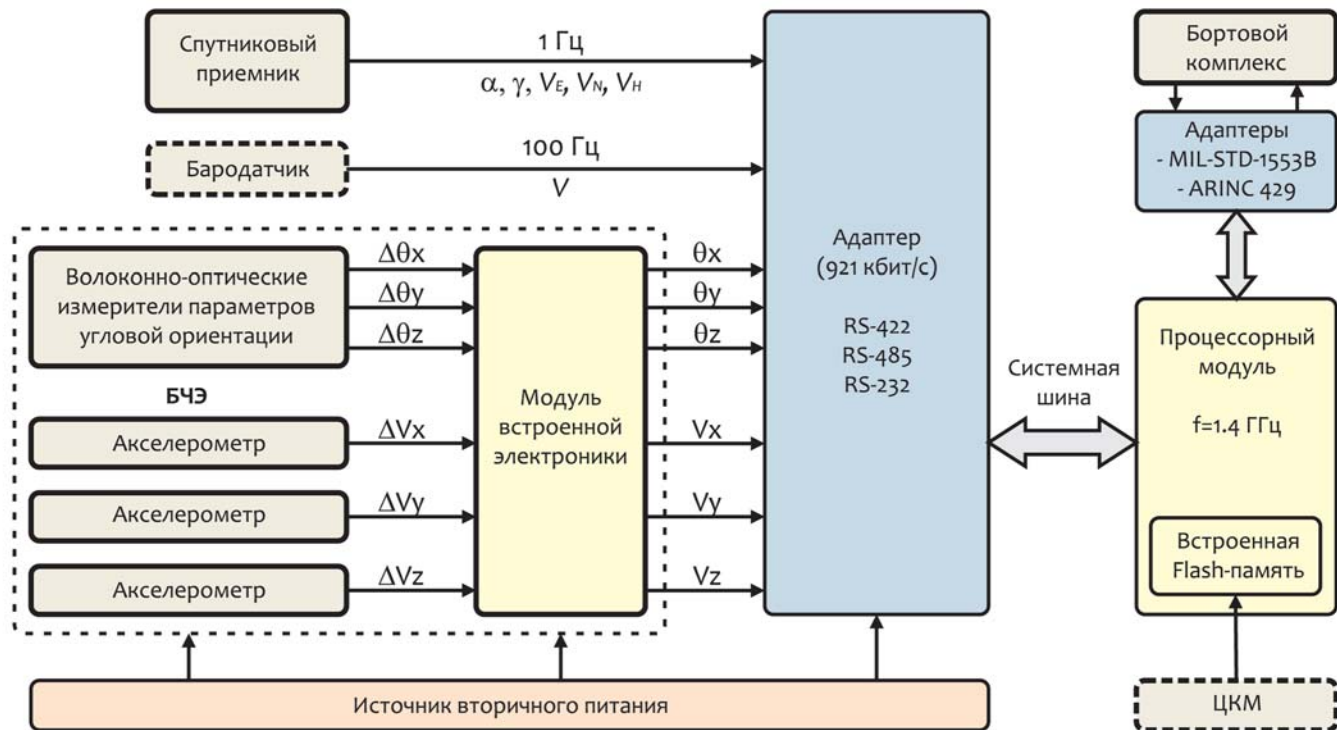 Спутниковый
приемник
1 Гц
α, γ, VE, VN, VH
Бародатчик
100 Гц
V
Волоконно-оптические
измерители параметров
угловой ориентации
Δθx
Δθy
Δθz
БЧЭ
Акселерометр
ΔVx
Акселерометр
ΔVy
Акселерометр
ΔVz
Модуль
встроенной
электроники
θx
θy
θz
Vx
Vy
Vz
Адаптер
(921 кбит/с)
RS-422
RS-485
RS-232
Системная
шина
Бортовой
комплекс
Адаптеры
- MIL-STD-1553B
- ARINC 429
Процессорный
модуль
f=1.4 ГГц
Встроенная
Flash-память
Источник вторичного питания
ЦКМ